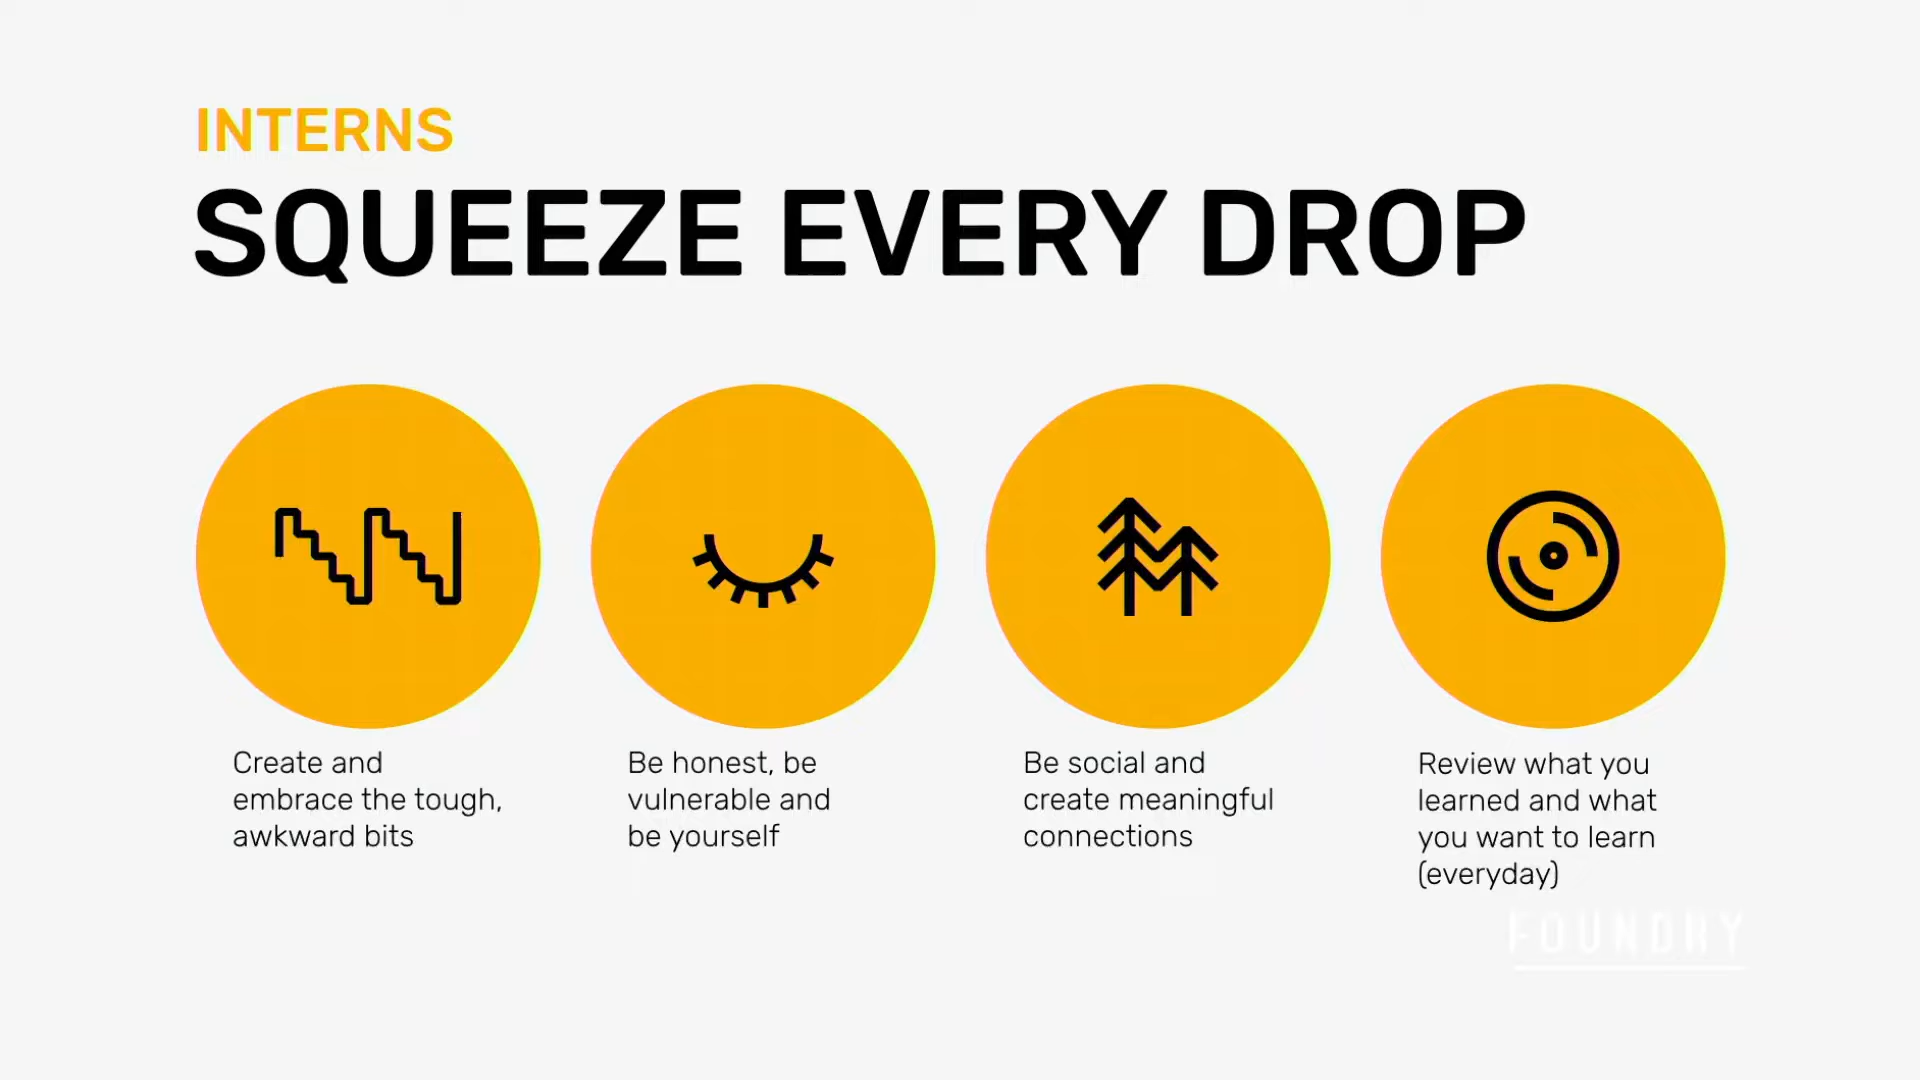 INTERNS
SQUEEZE EVERY DROP
Create and
embrace the tough,
awkward bits
Be honest, be
vulnerable and
be yourself
Be social and
create meaningful
connections
Review what you
learned and what
you want to learn
(everyday)
FOUNDRY